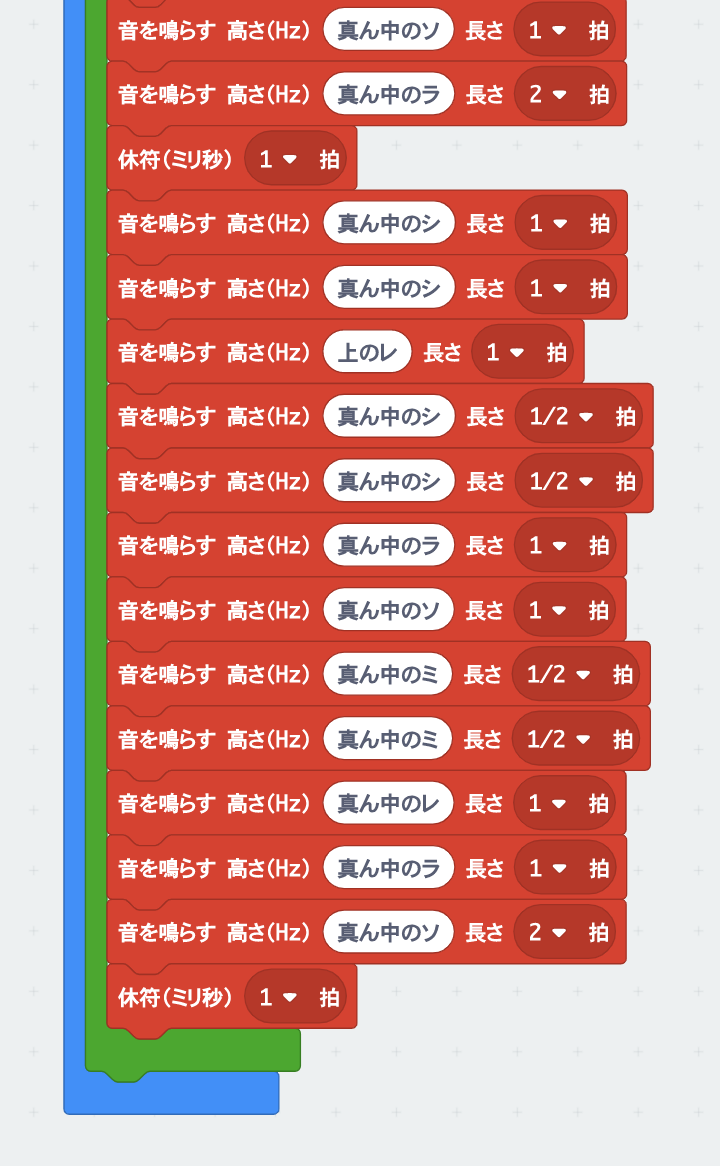 音を鳴らす 高さ(Hz) 真ん中のソ 長さ 1 拍
音を鳴らす 高さ(Hz) 真ん中のラ 長さ 2 拍
休符(ミリ秒) 1 拍
音を鳴らす 高さ(Hz) 真ん中のシ 長さ 1 拍
音を鳴らす 高さ(Hz) 真ん中のシ 長さ 1 拍
音を鳴らす 高さ(Hz) 上のレ 長さ 1 拍
音を鳴らす 高さ(Hz) 真ん中のシ 長さ 1/2 拍
音を鳴らす 高さ(Hz) 真ん中のシ 長さ 1/2 拍
音を鳴らす 高さ(Hz) 真ん中のラ 長さ 1 拍
音を鳴らす 高さ(Hz) 真ん中のソ 長さ 1 拍
音を鳴らす 高さ(Hz) 真ん中のミ 長さ 1/2 拍
音を鳴らす 高さ(Hz) 真ん中のミ 長さ 1/2 拍
音を鳴らす 高さ(Hz) 真ん中のレ 長さ 1 拍
音を鳴らす 高さ(Hz) 真ん中のラ 長さ 1 拍
音を鳴らす 高さ(Hz) 真ん中のソ 長さ 2 拍
休符(ミリ秒) 1 拍